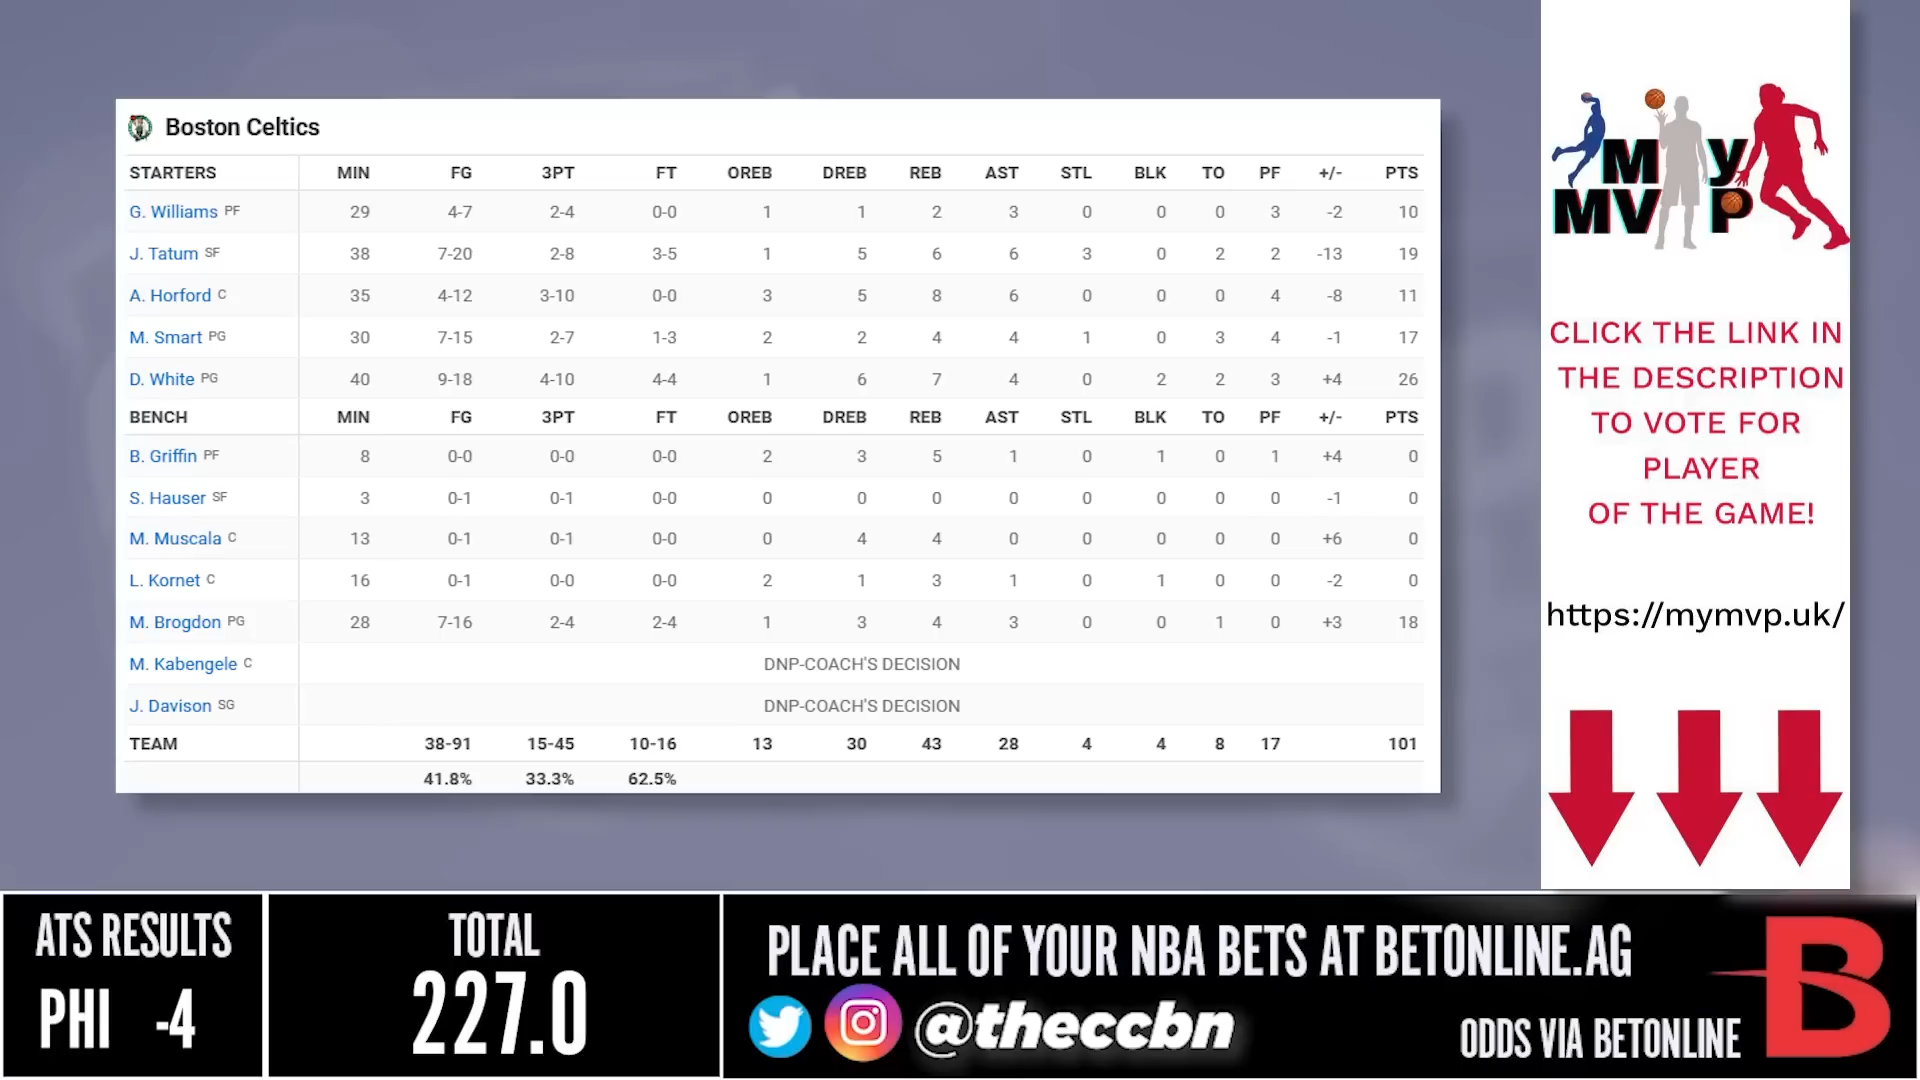 Boston Celtics
STARTERS MIN FG 3PT FT OREB DREB REB AST STL BLK TO PF +/- PTS
G. Williams PF 29 4-7 2-4 0-0 1 1 2 3 0 0 0 3 -2 10
J. Tatum SF 38 7-20 2-8 3-5 1 5 6 6 3 0 2 2 -13 19
A. Horford C 35 4-12 3-10 0-0 3 5 8 6 0 0 0 4 -8 11
M. Smart PG 30 7-15 2-7 1-3 2 2 4 4 1 0 3 4 -1 17
D. White PG 40 9-18 4-10 4-4 1 6 7 4 0 2 2 3 +4 26
BENCH MIN FG 3PT FT OREB DREB REB AST STL BLK TO PF +/- PTS
B. Griffin PF 8 0-0 0-0 0-0 2 3 5 1 0 1 0 1 +4 0
S. Hauser SF 3 0-1 0-1 0-0 0 0 0 0 0 0 0 0 -1 0
M. Muscala C 13 0-1 0-1 0-0 0 4 4 0 0 0 0 0 +6 0
L. Kornet C 16 0-1 0-0 0-0 2 1 3 1 0 1 0 0 -2 0
M. Brogdon PG 28 7-16 2-4 2-4 1 3 4 3 0 0 1 0 +3 18
M. Kabengele C DNP-COACH'S DECISION
J. Davison SG DNP-COACH'S DECISION
TEAM 38-91 15-45 10-16 13 30 43 28 4 4 8 17 101
41.8% 33.3% 62.5%
My
MVP
CLICK THE LINK IN
THE DESCRIPTION
TO VOTE FOR
PLAYER
OF THE GAME!
https://mymvp.uk/
ATS RESULTS
PHI -4
TOTAL
227.0
PLACE ALL OF YOUR NBA BETS AT BETONLINE.AG
@theccbn
ODDS VIA BETONLINE
B